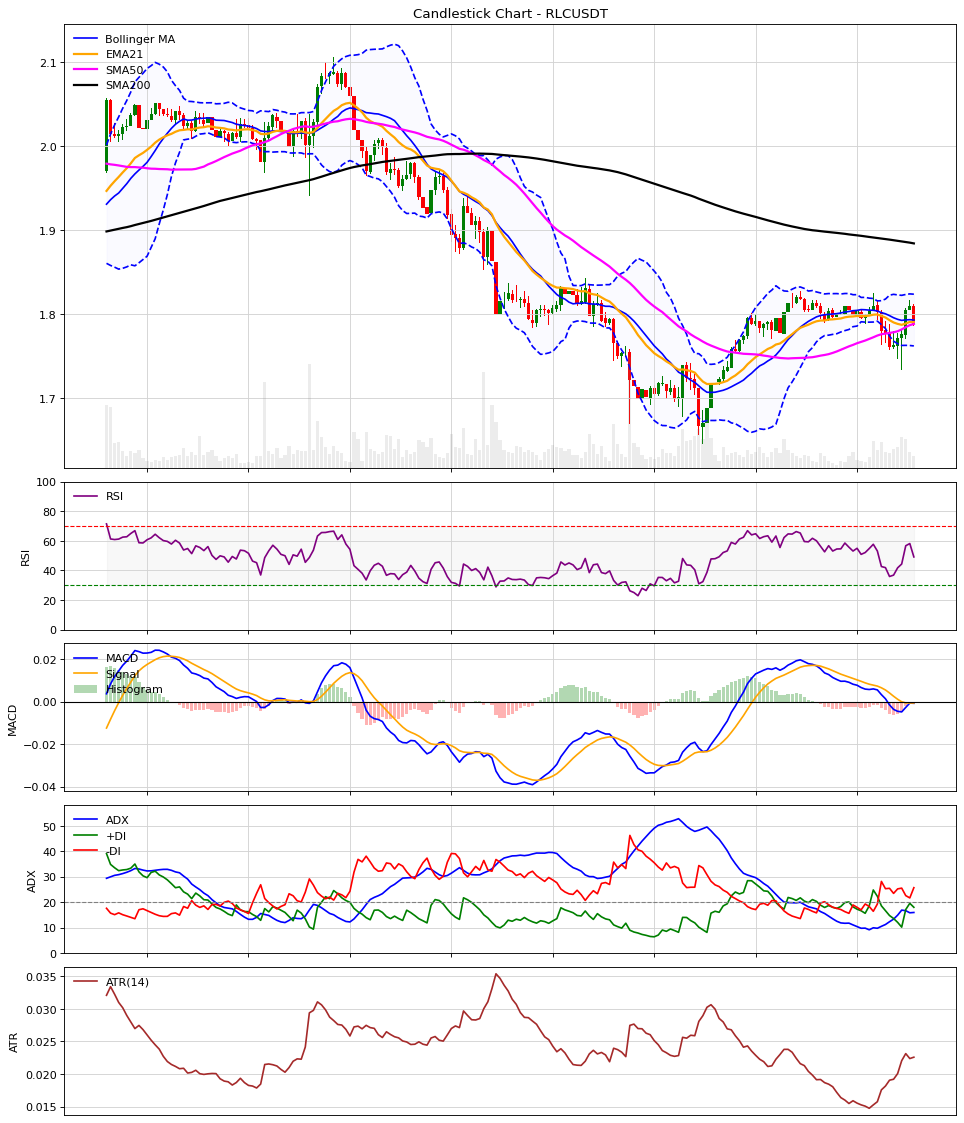 Candlestick Chart - RLCUSDT
Bollinger MA
EMA21
SMA50
SMA200
2.1
2.0
1.9
1.8
1.7
RSI
100
80
60
40
20
0
RSI
MACD
Signal
Histogram
0.02
0.00
−0.02
−0.04
MACD
ADX
+DI
-DI
50
40
30
20
10
0
ADX
ATR(14)
0.035
0.030
0.025
0.020
0.015
ATR